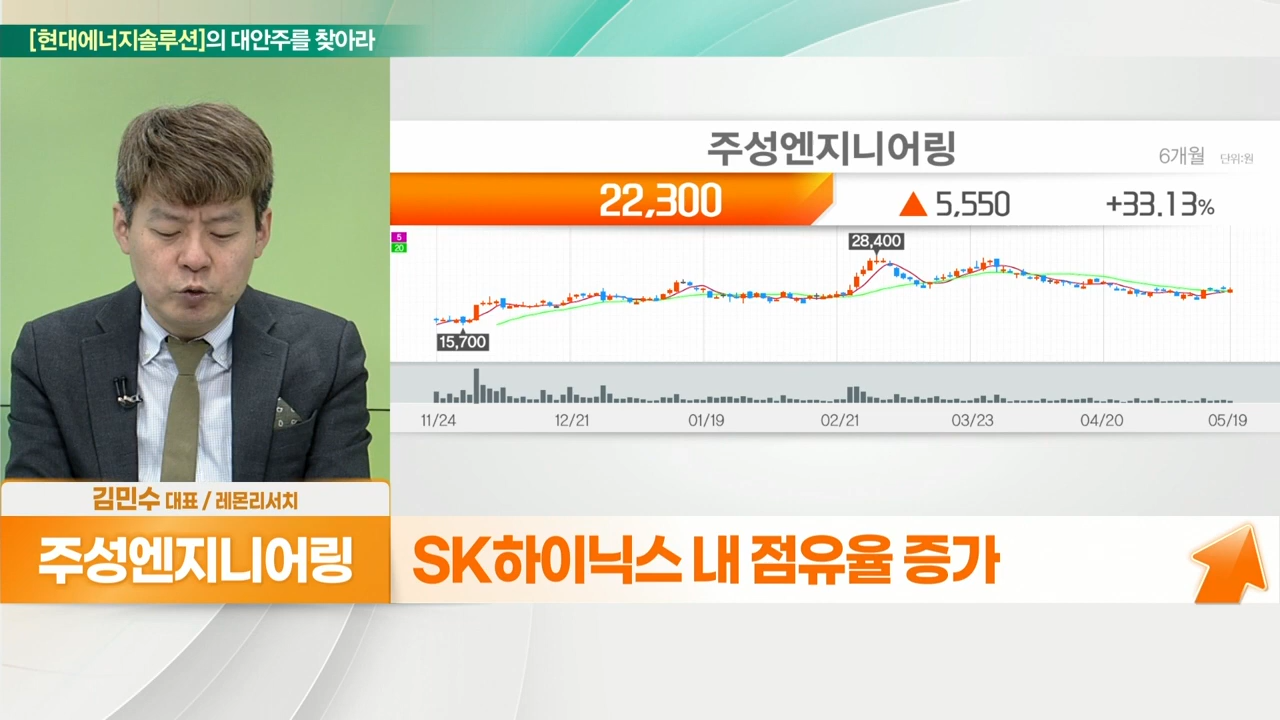 [현대에너지솔루션]의 대안주를 찾아라
주성엔지니어링
6개월 단위:원
22,300
▲ 5,550
+33.13%
5
20
28,400
15,700
11/24
12/21
01/19
02/21
03/23
04/20
05/19
김민수 대표 / 레몬리서치
주성엔지니어링
SK하이닉스 내 점유율 증가